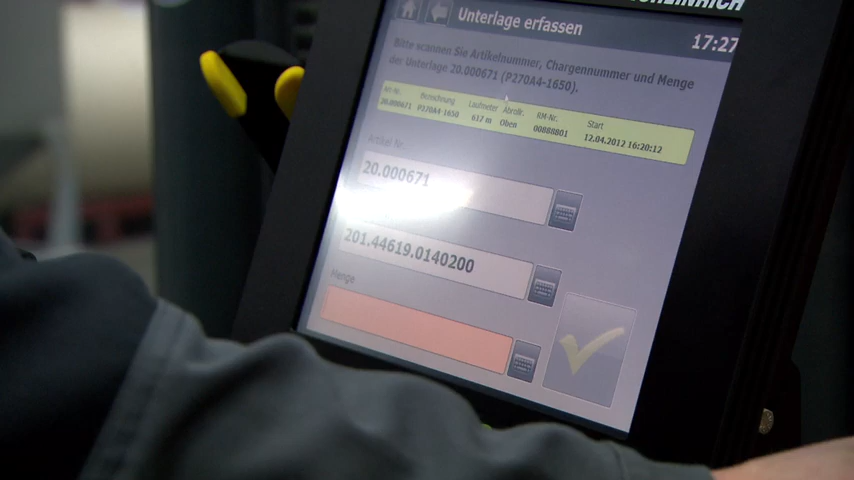 Unterlage erfassen
17:27
Bitte scannen Sie Artikelnummer, Chargennummer und Menge
der Unterlage 20.000671 (P270A4-1650).
Art-Nr. Bezeichnung Laufmeter Abrollr. RM-Nr. Start
20.000671 P270A4-1650 617 m Oben 00888801 12.04.2012 16:20:12
Artikel Nr.
20.000671
201.44619.0140200
Menge